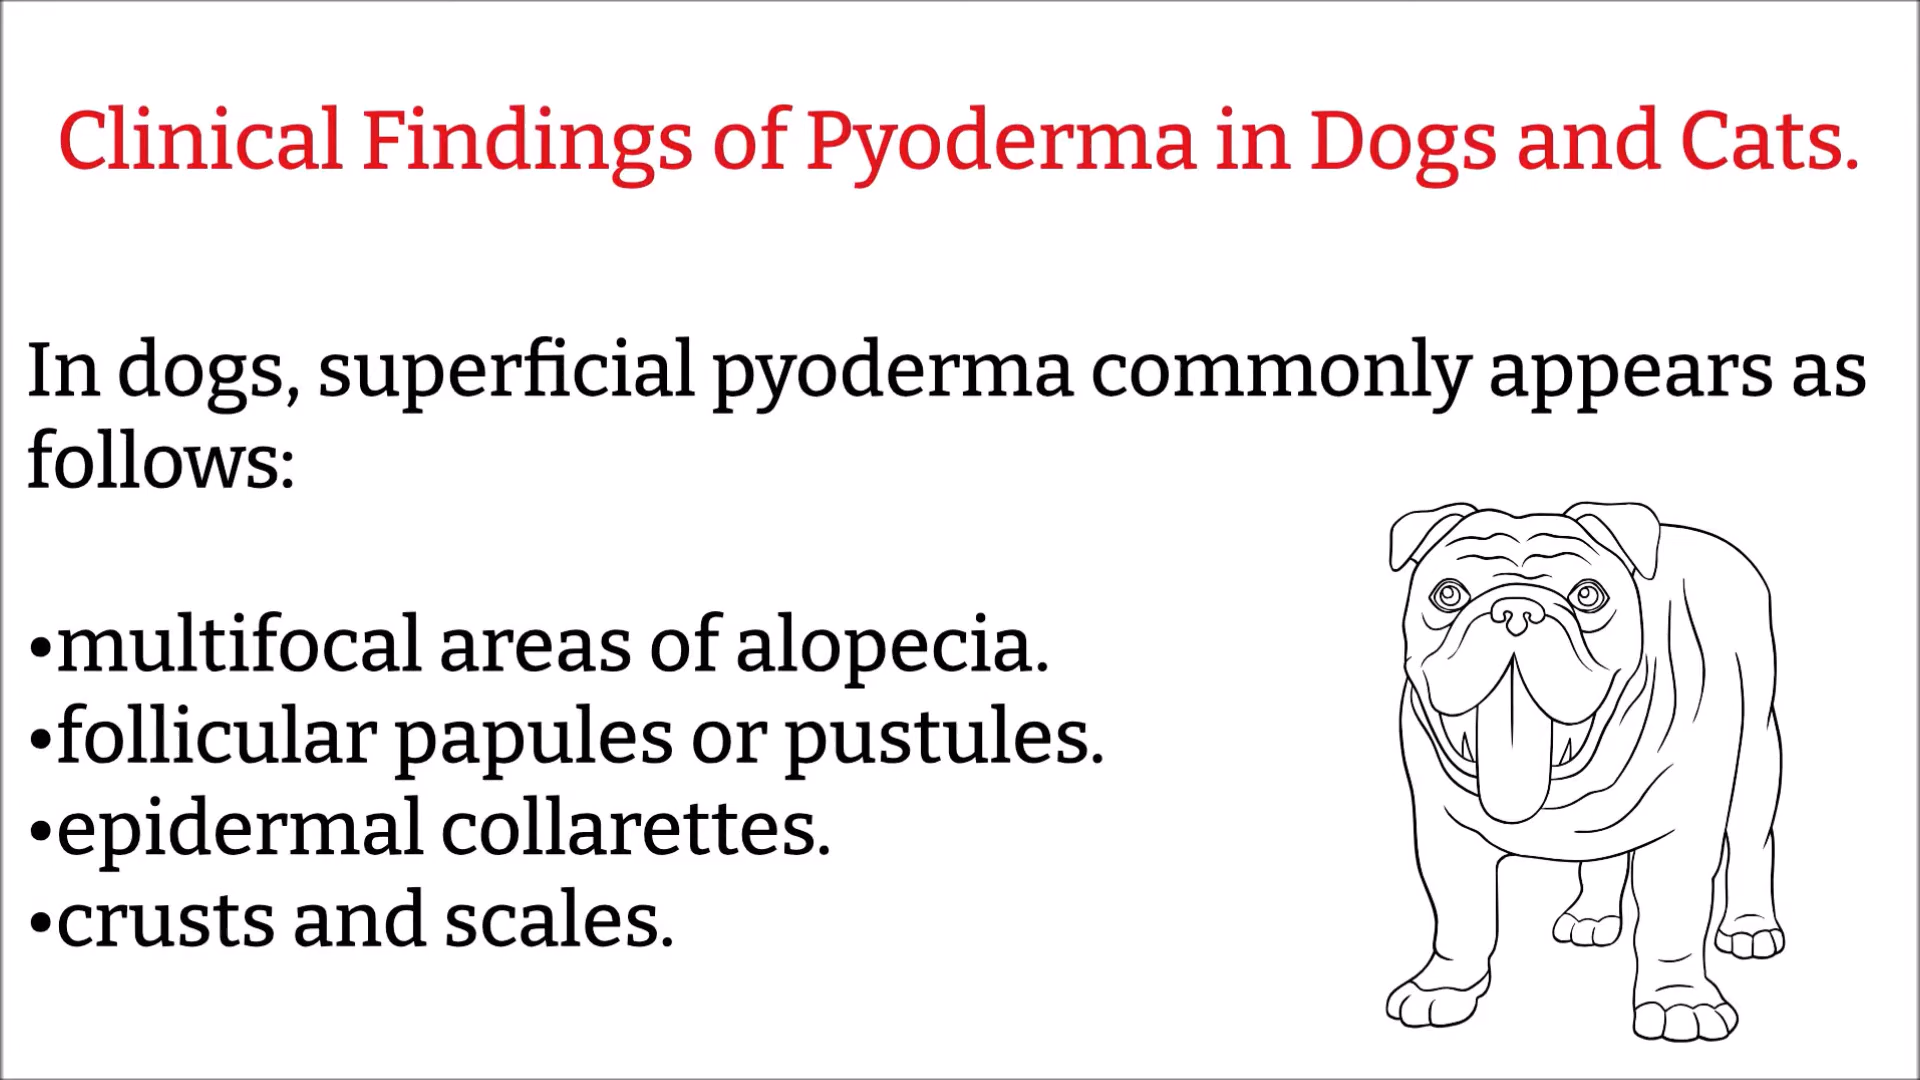 Clinical Findings of Pyoderma in Dogs and Cats.
In dogs, superficial pyoderma commonly appears as
follows:
•multifocal areas of alopecia.
•follicular papules or pustules.
•epidermal collarettes.
•crusts and scales.